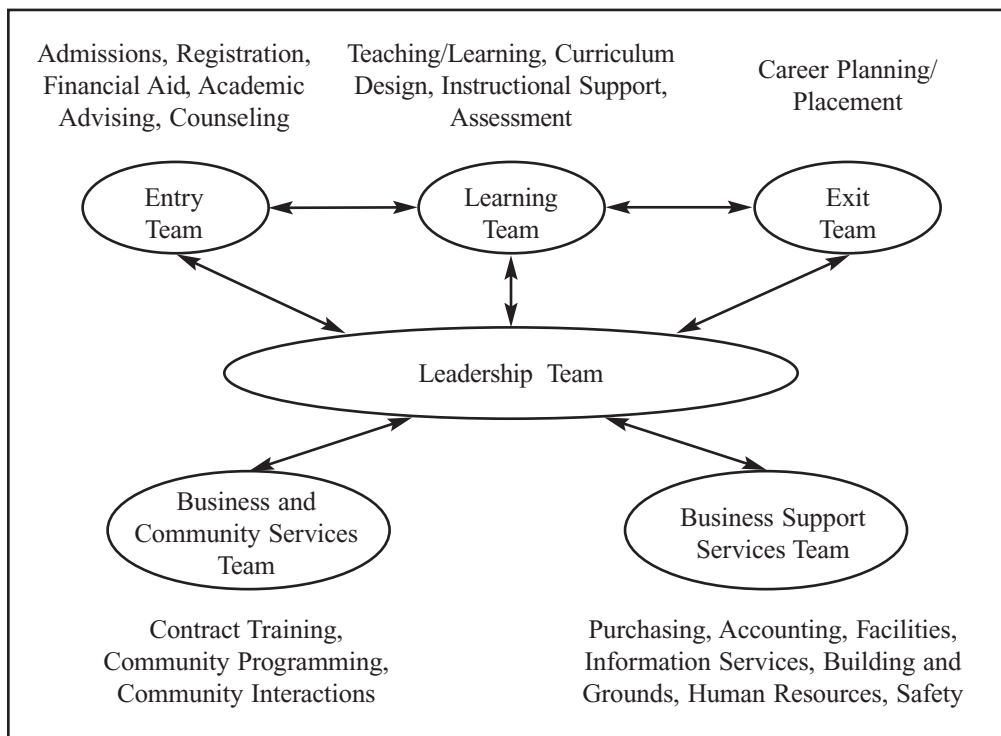 Admissions, Registration,
Financial Aid, Academic
Advising, Counseling
Teaching/Learning, Curriculum
Design, Instructional Support,
Assessment
Career Planning/
Placement
Entry
Team
Learning
Team
Exit
Team
Leadership Team
Business and
Community Services
Team
Business Support
Services Team
Contract Training,
Community Programming,
Community Interactions
Purchasing, Accounting, Facilities,
Information Services, Building and
Grounds, Human Resources, Safety